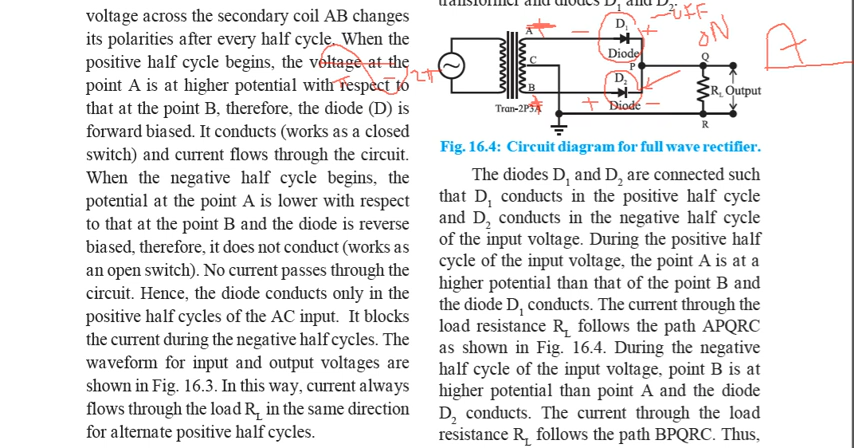 voltage across the secondary coil AB changes
its polarities after every half cycle. When the
positive half cycle begins, the voltage at the
point A is at higher potential with respect to
that at the point B, therefore, the diode (D) is
forward biased. It conducts (works as a closed
switch) and current flows through the circuit.
When the negative half cycle begins, the
potential at the point A is lower with respect
to that at the point B and the diode is reverse
biased, therefore, it does not conduct (works as
an open switch). No current passes through the
circuit. Hence, the diode conducts only in the
positive half cycles of the AC input. It blocks
the current during the negative half cycles. The
waveform for input and output voltages are
shown in Fig. 16.3. In this way, current always
flows through the load R_L in the same direction
for alternate positive half cycles.
π
2π
transformer and diodes D₁ and D₂.
A
D₁
OFF
ON
Diode
C
P
Q
D₂
B
R_L Output
Tran-2P3A
Diode
R
Fig. 16.4: Circuit diagram for full wave rectifier.
The diodes D₁ and D₂ are connected such
that D₁ conducts in the positive half cycle
and D₂ conducts in the negative half cycle
of the input voltage. During the positive half
cycle of the input voltage, the point A is at a
higher potential than that of the point B and
the diode D₁ conducts. The current through the
load resistance R_L follows the path APQRC
as shown in Fig. 16.4. During the negative
half cycle of the input voltage, point B is at
higher potential than point A and the diode
D₂ conducts. The current through the load
resistance R_L follows the path BPQRC. Thus,